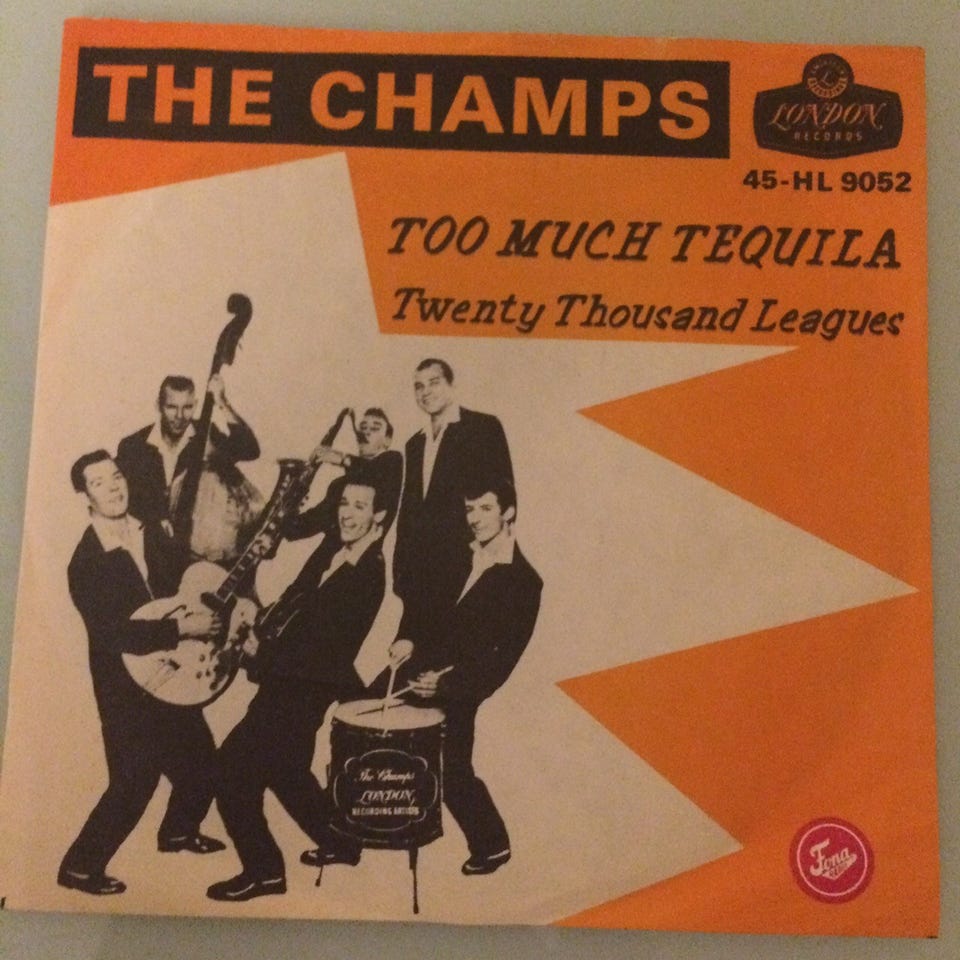 THE CHAMPS
LONDON
RECORDS
45-HL 9052
TOO MUCH TEQUILA
Twenty Thousand Leagues
The Champs
LONDON
RECORDING ARTISTS
Fona